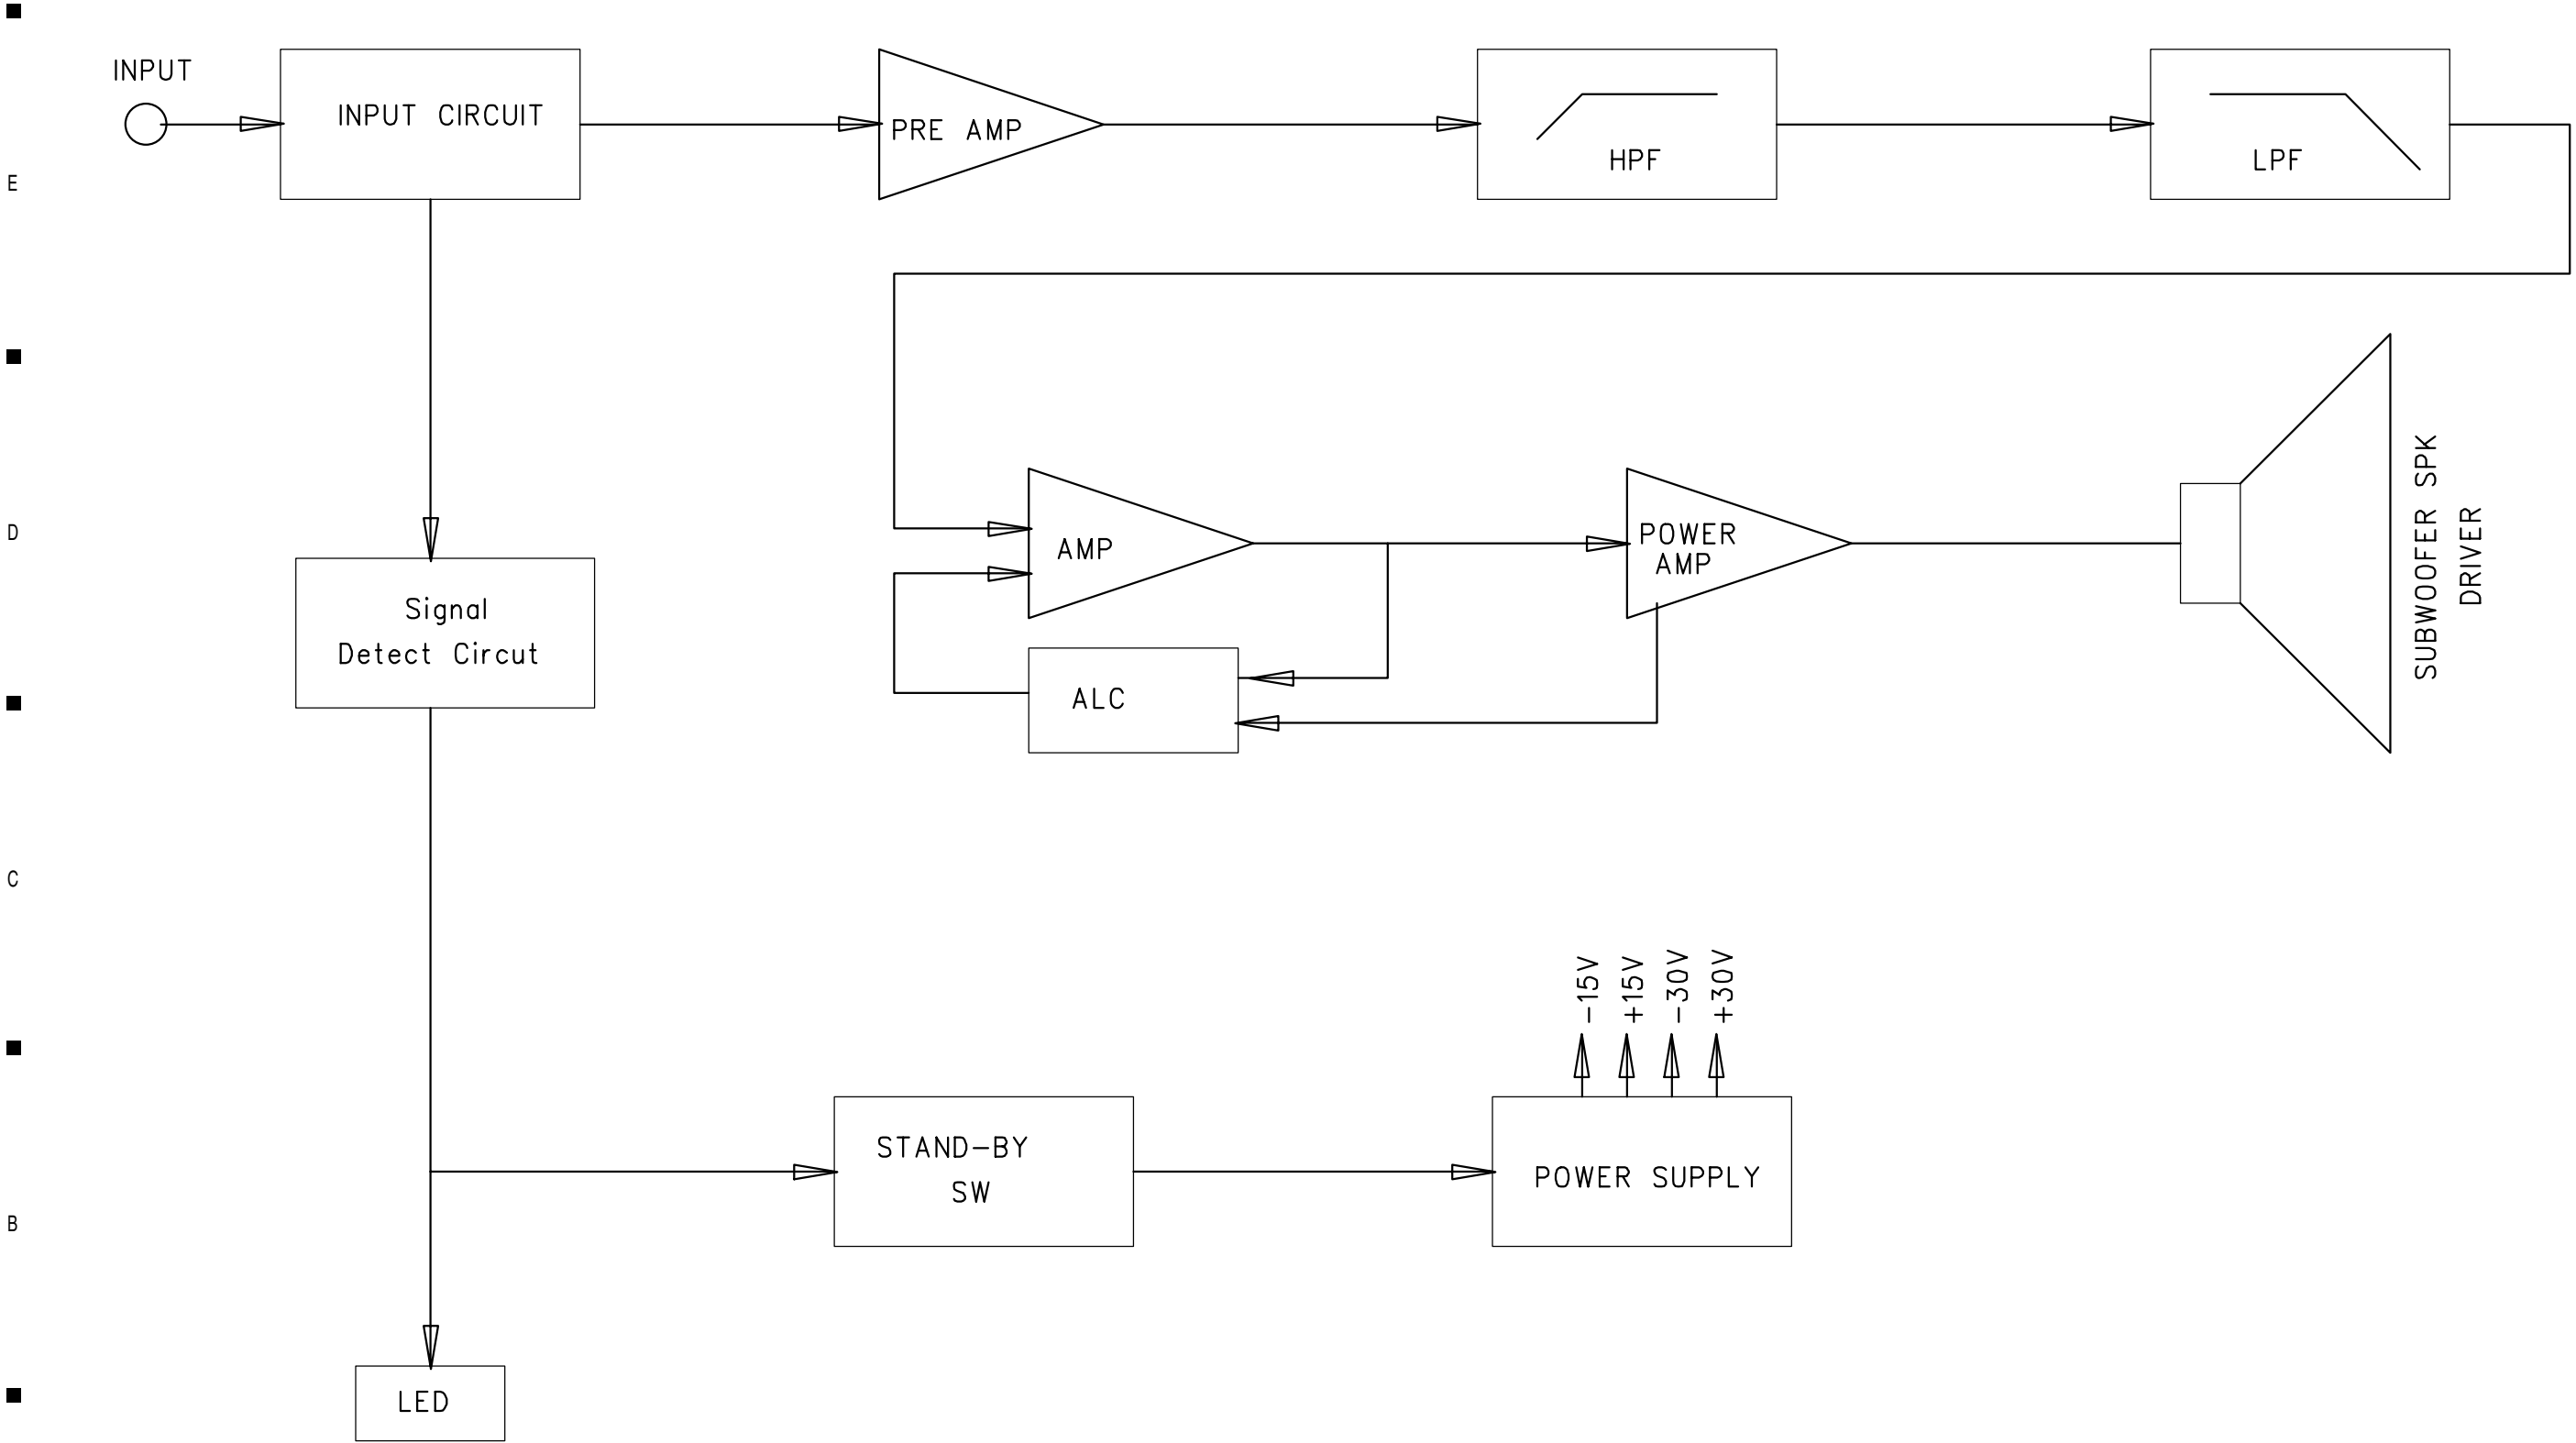 INPUT
INPUT CIRCUIT
PRE AMP
HPF
LPF
E
D
AMP
POWER
AMP
SUBWOOFER SPK
DRIVER
Signal
Detect Circut
ALC
C
-15V
+15V
-30V
+30V
STAND-BY
SW
POWER SUPPLY
B
LED